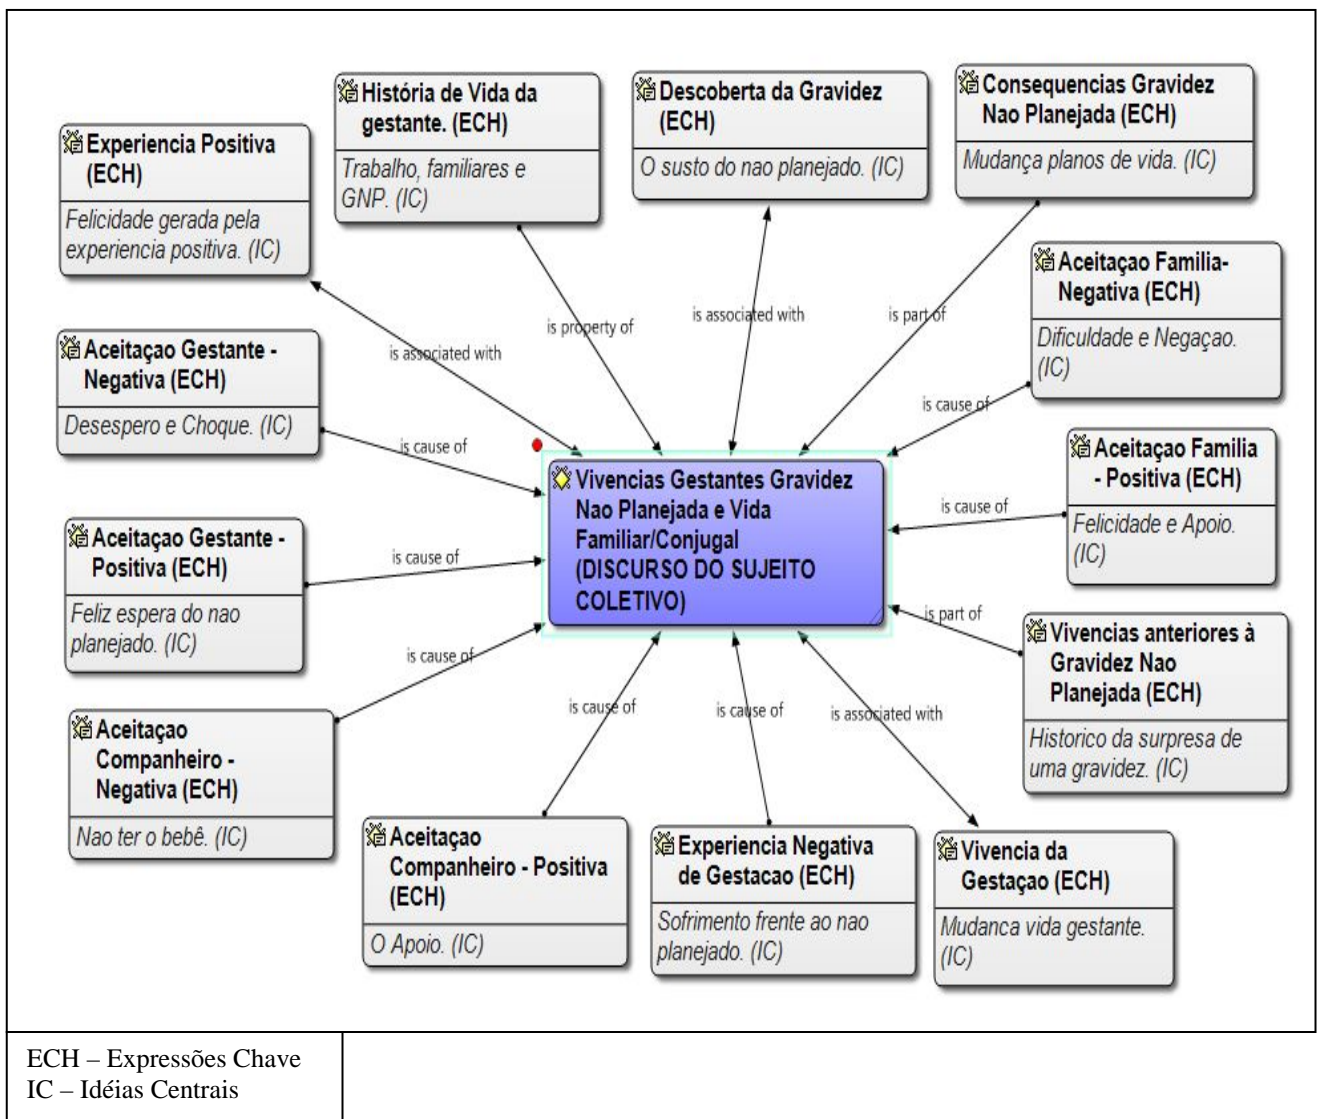 História de Vida da
gestante. (ECH)
Trabalho, familiares e
GNP. (IC)
Descoberta da Gravidez
(ECH)
O susto do nao planejado. (IC)
Consequencias Gravidez
Nao Planejada (ECH)
Mudança planos de vida. (IC)
Experiencia Positiva
(ECH)
Felicidade gerada pela
experiencia positiva. (IC)
Aceitaçao Familia-
Negativa (ECH)
Dificuldade e Negaçao.
(IC)
is associated with
is property of
is associated with
is part of
is cause of
Aceitaçao Gestante -
Negativa (ECH)
Desespero e Choque. (IC)
is cause of
Aceitaçao Familia
- Positiva (ECH)
Felicidade e Apoio.
(IC)
is cause of
Vivencias Gestantes Gravidez
Nao Planejada e Vida
Familiar/Conjugal
(DISCURSO DO SUJEITO
COLETIVO)
Aceitaçao Gestante -
Positiva (ECH)
Feliz espera do nao
planejado. (IC)
is cause of
is part of
Vivencias anteriores à
Gravidez Nao
Planejada (ECH)
Historico da surpresa de
uma gravidez. (IC)
is cause of
Aceitaçao
Companheiro -
Negativa (ECH)
Nao ter o bebê. (IC)
is cause of
is cause of
is associated with
Aceitaçao
Companheiro - Positiva
(ECH)
O Apoio. (IC)
Experiencia Negativa
de Gestacao (ECH)
Sofrimento frente ao nao
planejado. (IC)
Vivencia da
Gestaçao (ECH)
Mudanca vida gestante.
(IC)
ECH – Expressões Chave
IC – Idéias Centrais